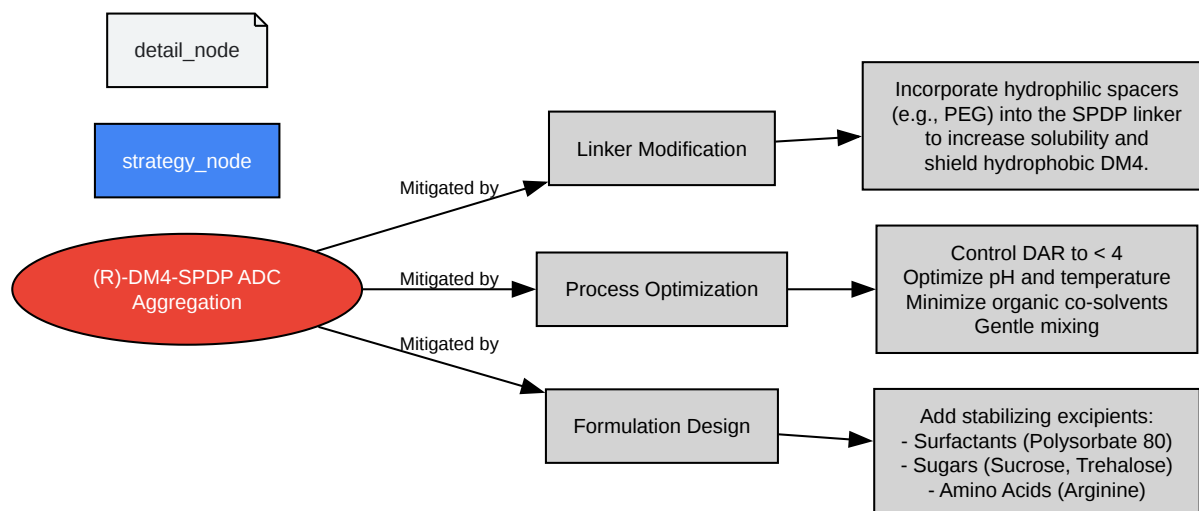 detail_node
strategy_node
(R)-DM4-SPDP ADC
Aggregation
Mitigated by
Mitigated by
Mitigated by
Linker Modification
Process Optimization
Formulation Design
Incorporate hydrophilic spacers
(e.g., PEG) into the SPDP linker
to increase solubility and
shield hydrophobic DM4.
Control DAR to < 4
Optimize pH and temperature
Minimize organic co-solvents
Gentle mixing
Add stabilizing excipients:
- Surfactants (Polysorbate 80)
- Sugars (Sucrose, Trehalose)
- Amino Acids (Arginine)